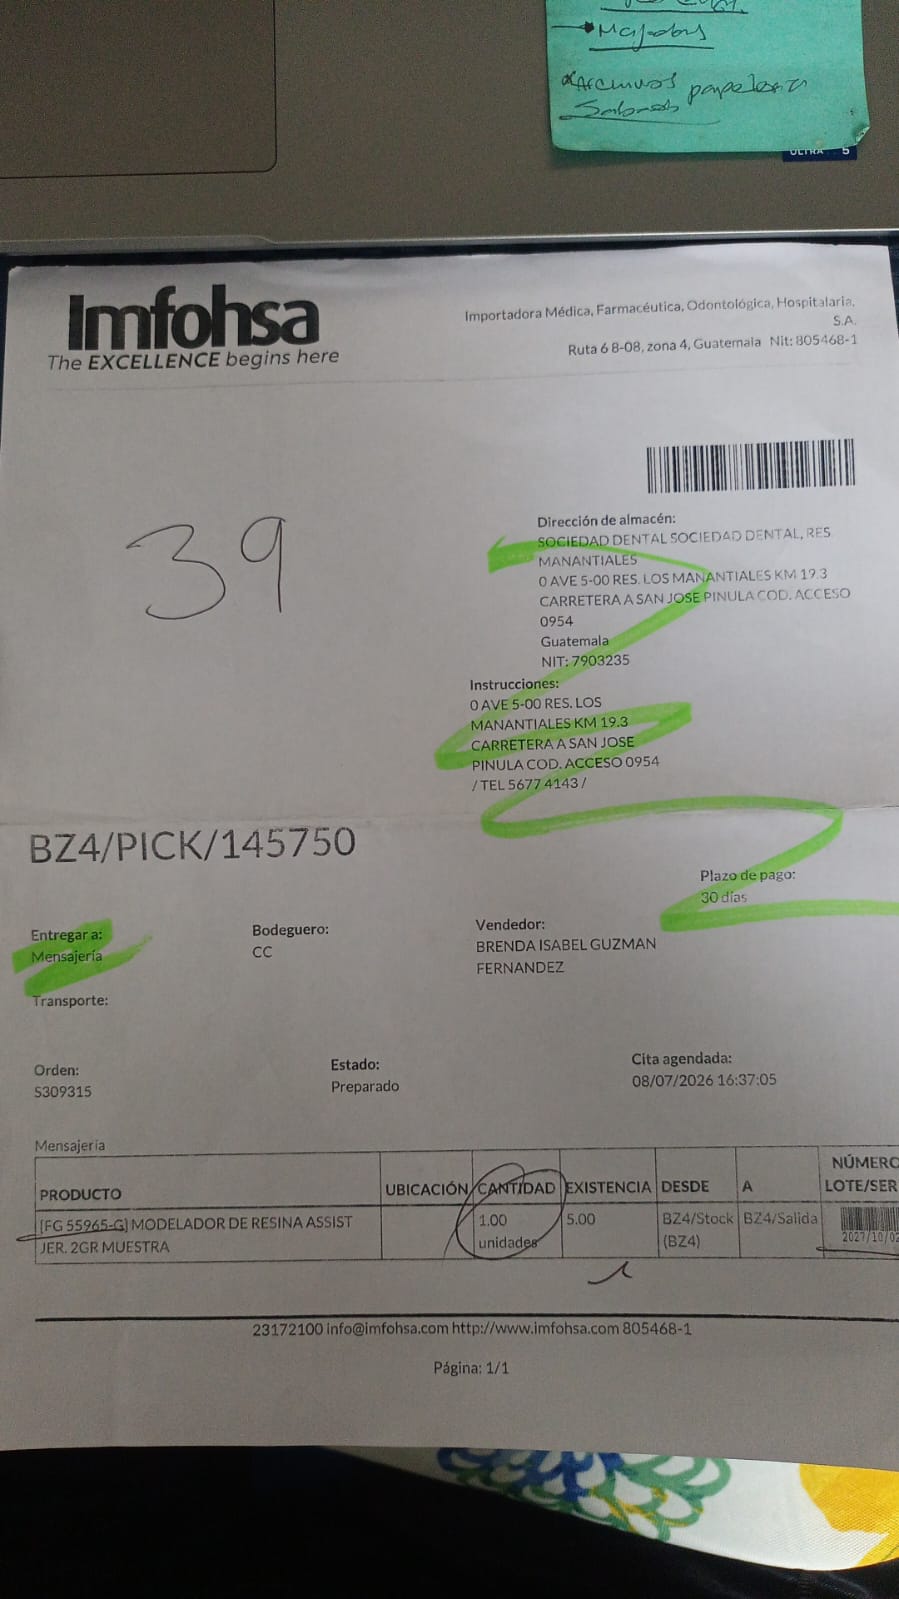 →Majados
Archivos papelería
ULTRA 5
Imfohsa
The EXCELLENCE begins here
Importadora Médica, Farmacéutica, Odontológica, Hospitalaria,
S.A.
Ruta 6 8-08, zona 4, Guatemala Nit: 805468-1
39
Dirección de almacén:
SOCIEDAD DENTAL SOCIEDAD DENTAL, RES.
MANANTIALES
0 AVE 5-00 RES. LOS MANANTIALES KM 19.3
CARRETERA A SAN JOSE PINULA COD. ACCESO
0954
Guatemala
NIT: 7903235
Instrucciones:
0 AVE 5-00 RES. LOS
MANANTIALES KM 19.3
CARRETERA A SAN JOSE
PINULA COD. ACCESO 0954
/ TEL 5677 4143 /
BZ4/PICK/145750
Plazo de pago:
30 días
Entregar a:
Mensajería
Bodeguero:
CC
Vendedor:
BRENDA ISABEL GUZMAN
FERNANDEZ
Transporte:
Orden:
S309315
Estado:
Preparado
Cita agendada:
08/07/2026 16:37:05
Mensajería
PRODUCTO UBICACIÓN CANTIDAD EXISTENCIA DESDE A NÚMERO
LOTE/SER
[FG 55965-G] MODELADOR DE RESINA ASSIST 1.00 5.00 BZ4/Stock BZ4/Salida
JER. 2GR MUESTRA unidades (BZ4) 2027/10/02
23172100 info@imfohsa.com http://www.imfohsa.com 805468-1
Página: 1/1